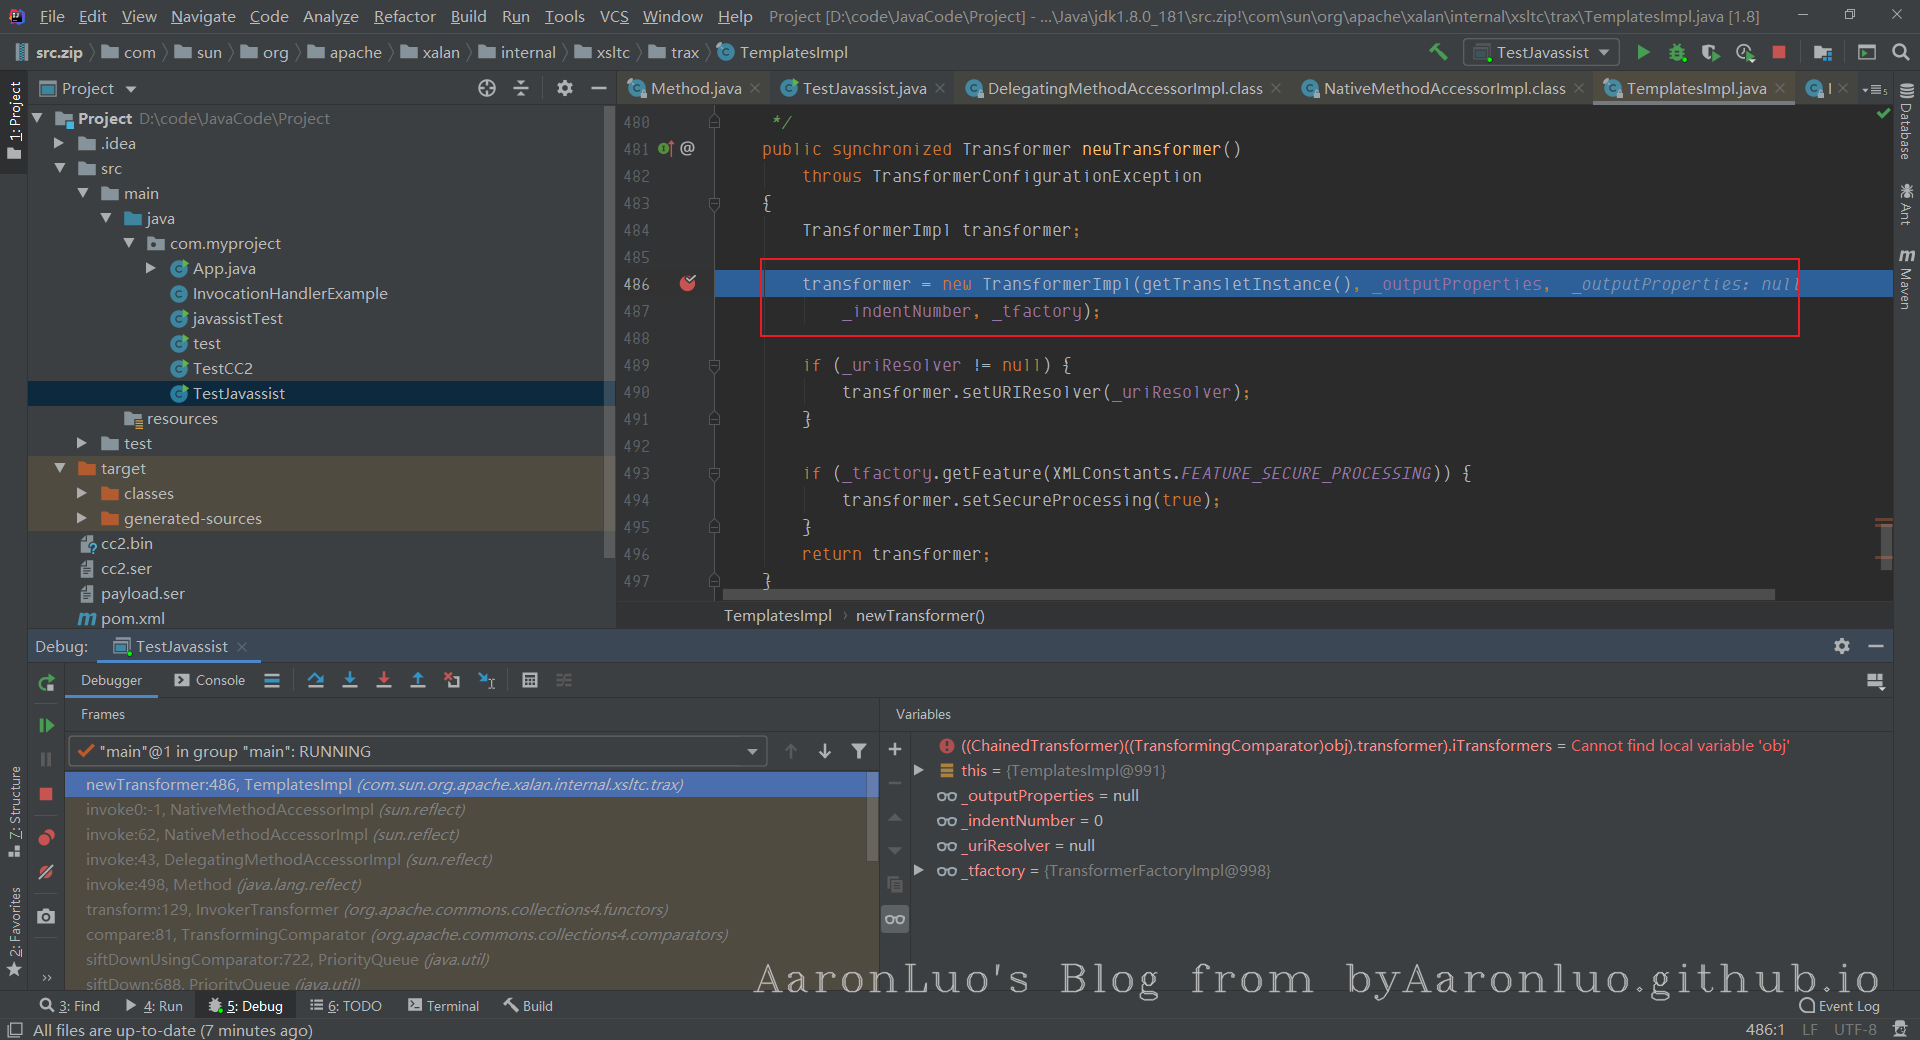 File Edit View Navigate Code Analyze Refactor Build Run Tools VCS Window Help Project [D:\code\JavaCode\Project] - ...\Java\jdk1.8.0_181\src.zip!\com\sun\org\apache\xalan\internal\xsltc\trax\TemplatesImpl.java [1.8]
src.zip com sun org apache xalan internal xsltc trax TemplatesImpl TestJavassist
Project
Method.java TestJavassist.java DelegatingMethodAccessorImpl.class NativeMethodAccessorImpl.class TemplatesImpl.java I
1: Project
7: Structure
2: Favorites
Database
Ant
Maven
Project D:\code\JavaCode\Project
.idea
src
main
java
com.myproject
App.java
InvocationHandlerExample
javassistTest
test
TestCC2
TestJavassist
resources
test
target
classes
generated-sources
cc2.bin
cc2.ser
payload.ser
pom.xml
480 */
481 @ public synchronized Transformer newTransformer()
482 throws TransformerConfigurationException
483 {
484 TransformerImpl transformer;
485
486 transformer = new TransformerImpl(getTransletInstance(), _outputProperties, _outputProperties: null
487 _indentNumber, _tfactory);
488
489 if (_uriResolver != null) {
490 transformer.setURIResolver(_uriResolver);
491 }
492
493 if (_tfactory.getFeature(XMLConstants.FEATURE_SECURE_PROCESSING)) {
494 transformer.setSecureProcessing(true);
495 }
496 return transformer;
497 }
TemplatesImpl › newTransformer()
Debug: TestJavassist
Debugger Console
Frames
"main"@1 in group "main": RUNNING
newTransformer:486, TemplatesImpl (com.sun.org.apache.xalan.internal.xsltc.trax)
invoke0:-1, NativeMethodAccessorImpl (sun.reflect)
invoke:62, NativeMethodAccessorImpl (sun.reflect)
invoke:43, DelegatingMethodAccessorImpl (sun.reflect)
invoke:498, Method (java.lang.reflect)
transform:129, InvokerTransformer (org.apache.commons.collections4.functors)
compare:81, TransformingComparator (org.apache.commons.collections4.comparators)
siftDownUsingComparator:722, PriorityQueue (java.util)
siftDown:688, PriorityQueue (java.util)
Variables
((ChainedTransformer)((TransformingComparator)obj).transformer).iTransformers = Cannot find local variable 'obj'
this = {TemplatesImpl@991}
_outputProperties = null
_indentNumber = 0
_uriResolver = null
_tfactory = {TransformerFactoryImpl@998}
AaronLuo's Blog from byAaronluo.github.io
3: Find 4: Run 5: Debug 6: TODO Terminal Build Event Log
All files are up-to-date (7 minutes ago) 486:1 LF UTF-8